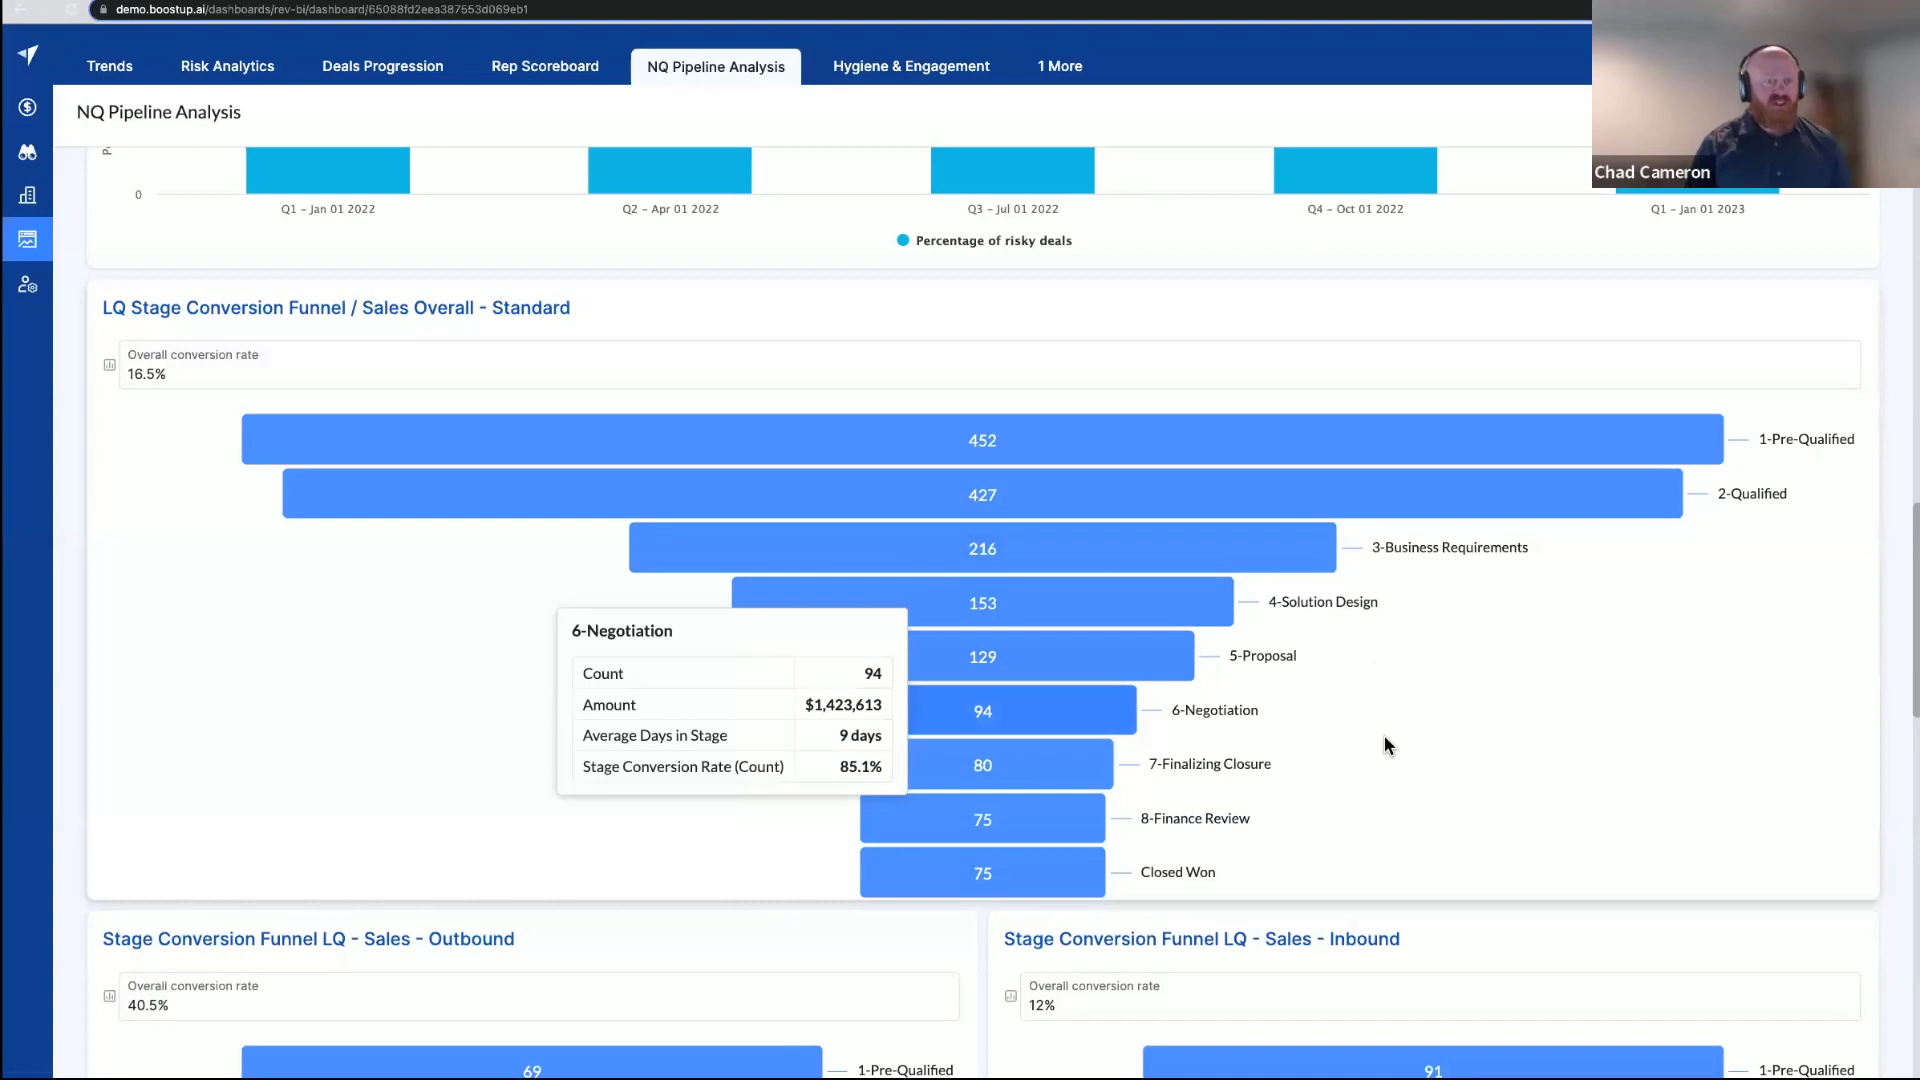 demo.boostup.ai/dashboards/rev-bi/dashboard/65088fd2eea387553d069eb1
Trends
Risk Analytics
Deals Progression
Rep Scoreboard
NQ Pipeline Analysis
Hygiene & Engagement
1 More
NQ Pipeline Analysis
Chad Cameron
0
Q1 – Jan 01 2022
Q2 – Apr 01 2022
Q3 – Jul 01 2022
Q4 – Oct 01 2022
Q1 – Jan 01 2023
Percentage of risky deals
LQ Stage Conversion Funnel / Sales Overall - Standard
Overall conversion rate
16.5%
452
1-Pre-Qualified
427
2-Qualified
216
3-Business Requirements
153
4-Solution Design
129
5-Proposal
94
6-Negotiation
80
7-Finalizing Closure
75
8-Finance Review
75
Closed Won
6-Negotiation
Count 94
Amount $1,423,613
Average Days in Stage 9 days
Stage Conversion Rate (Count) 85.1%
Stage Conversion Funnel LQ - Sales - Outbound
Overall conversion rate
40.5%
69
1-Pre-Qualified
Stage Conversion Funnel LQ - Sales - Inbound
Overall conversion rate
12%
91
1-Pre-Qualified